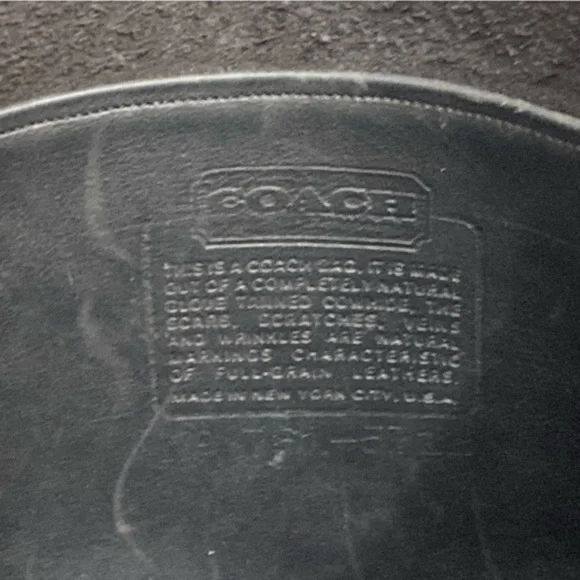 COACH
THIS IS A COACH BAG. IT IS MADE
OUT OF A COMPLETELY NATURAL
GLOVE TANNED COWHIDE. THE
SCARS, SCRATCHES, VEINS
AND WRINKLES ARE NATURAL
MARKINGS CHARACTERISTIC
OF FULL-GRAIN LEATHERS.
MADE IN NEW YORK CITY, U.S.A.